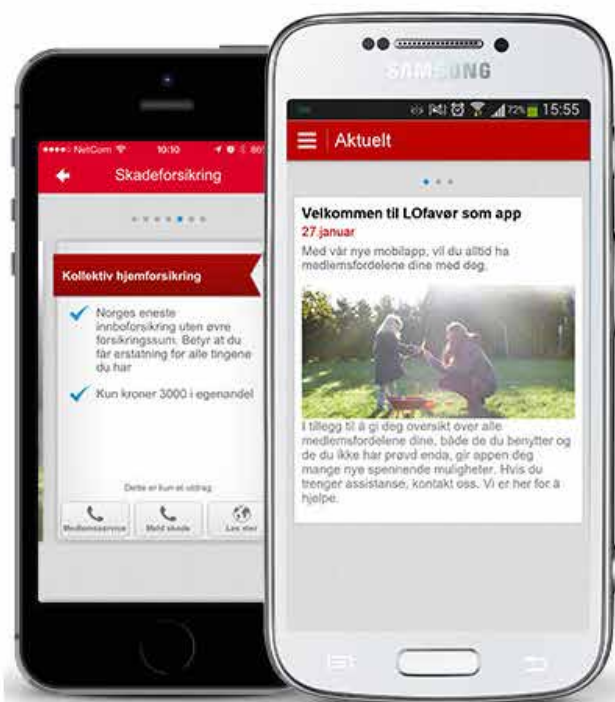 NetCom 10:10 86
Skadeforsikring
Kollektiv hjemforsikring
Norges eneste
innboforsikring uten øvre
forsikringssum. Betyr at du
får erstatning for alle tingene
du har
Kun kroner 3000 i egenandel
Dette er kun et utdrag
Medlemsservice
Meld skade
Les mer
SAMSUNG
72% 15:55
Aktuelt
Velkommen til LOfavør som app
27.januar
Med vår nye mobilapp, vil du alltid ha
medlemsfordelene dine med deg.
I tillegg til å gi deg oversikt over alle
medlemsfordelene dine, både de du benytter og
de du ikke har prøvd enda, gir appen deg
mange nye spennende muligheter. Hvis du
trenger assistanse, kontakt oss. Vi er her for å
hjelpe.